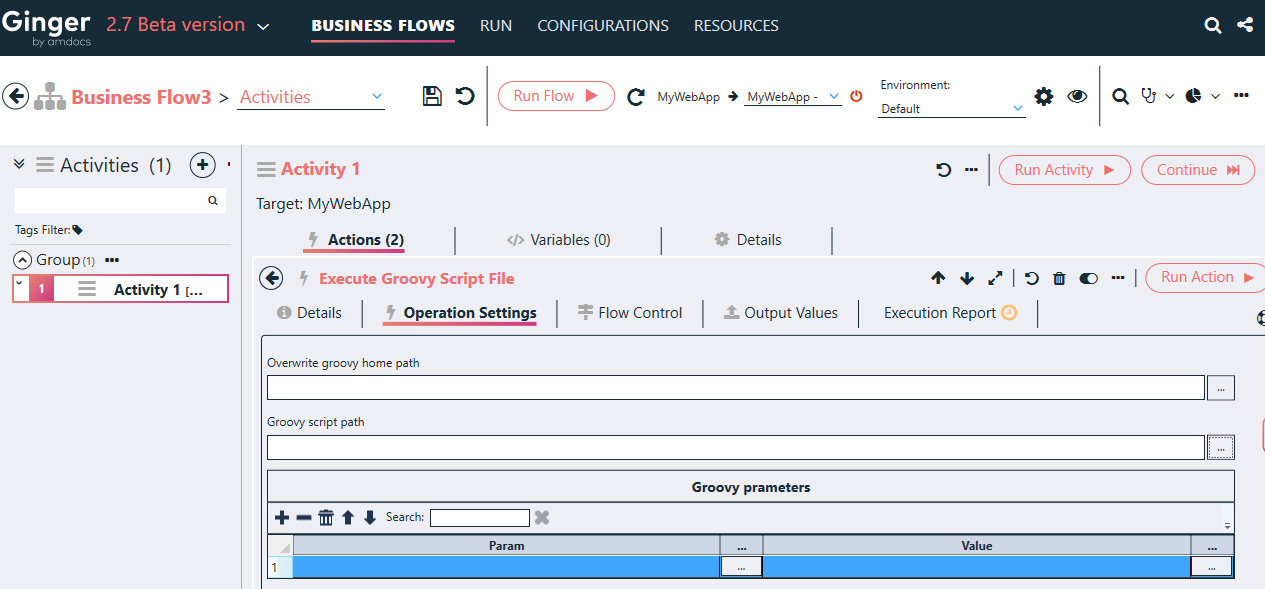 Ginger 2.7 Beta version BUSINESS FLOWS RUN CONFIGURATIONS RESOURCES
by amdocs
Business Flow3 > Activities Run Flow MyWebApp MyWebApp - Environment:
Default
Activities (1)
Tags Filter:
Group (1)
1 Activity 1 [...
Activity 1 Run Activity Continue
Target: MyWebApp
Actions (2) Variables (0) Details
Execute Groovy Script File Run Action
Details Operation Settings Flow Control Output Values Execution Report
Overwrite groovy home path
...
Groovy script path
...
Groovy prameters
Search:
Param ... Value ...
1 ... ...